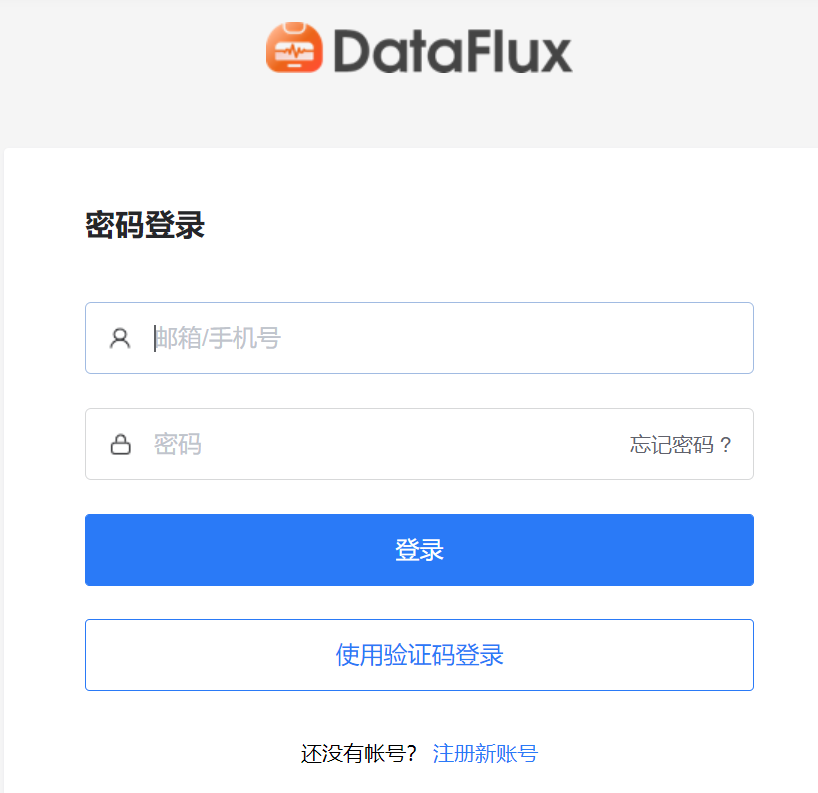 DataFlux
密码登录
邮箱/手机号
密码 忘记密码？
登录
使用验证码登录
还没有帐号? 注册新账号